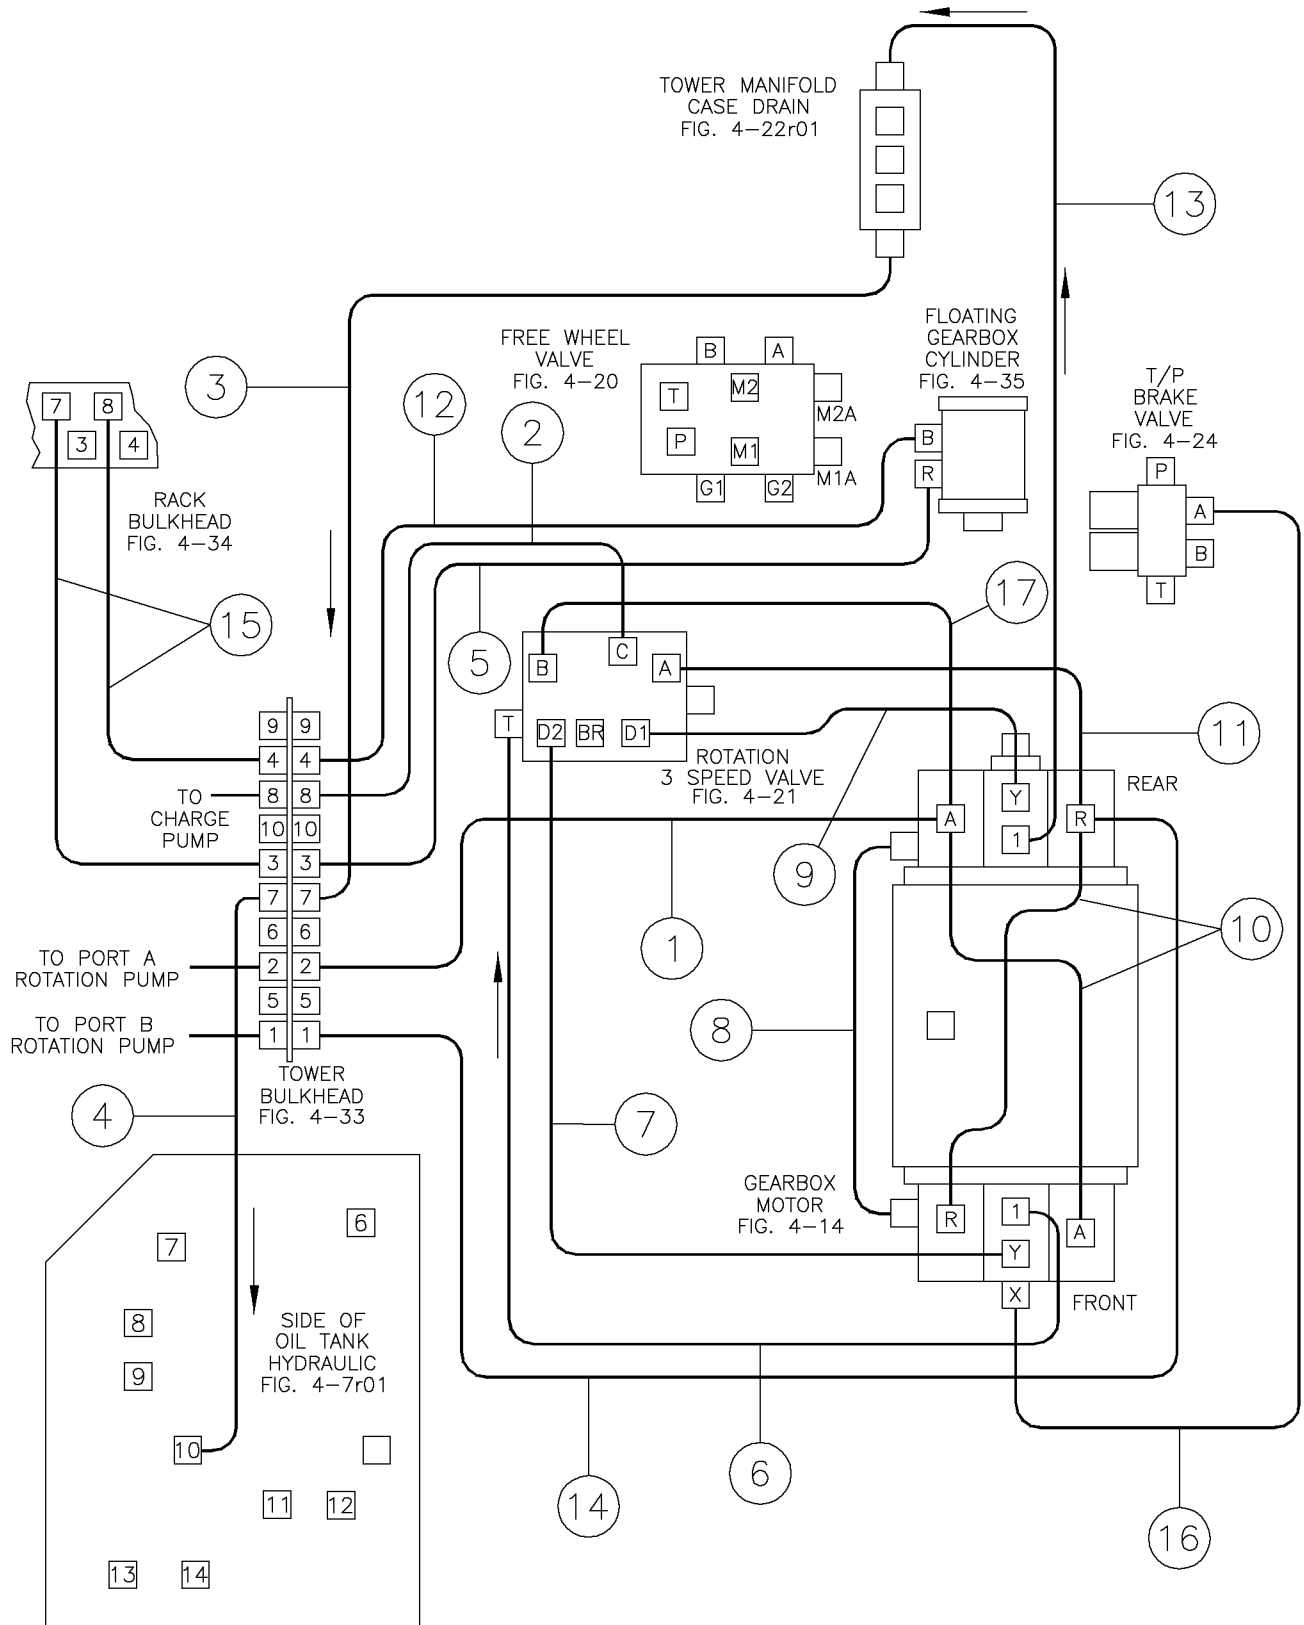 TOWER MANIFOLD
CASE DRAIN
FIG. 4-22r01
13
FREE WHEEL
VALVE
FIG. 4-20
B
A
T
M2
M2A
P
M1
M1A
G1
G2
FLOATING
GEARBOX
CYLINDER
FIG. 4-35
B
R
T/P
BRAKE
VALVE
FIG. 4-24
P
A
B
T
3
12
2
7
8
3
4
RACK
BULKHEAD
FIG. 4-34
15
5
17
B
C
A
T
D2
BR
D1
ROTATION
3 SPEED VALVE
FIG. 4-21
11
REAR
9
9
4
4
8
8
10
10
3
3
7
7
6
6
2
2
5
5
1
1
TO
CHARGE
PUMP
TO PORT A
ROTATION PUMP
TO PORT B
ROTATION PUMP
TOWER
BULKHEAD
FIG. 4-33
Y
A
1
R
9
1
10
8
4
7
GEARBOX
MOTOR
FIG. 4-14
R
1
A
Y
X
FRONT
6
7
8
9
SIDE OF
OIL TANK
HYDRAULIC
FIG. 4-7r01
10
11
12
13
14
6
14
16